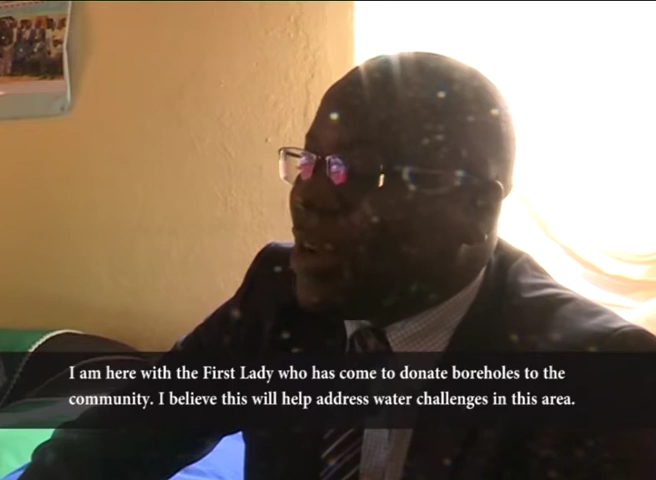 I am here with the First Lady who has come to donate boreholes to the
community. I believe this will help address water challenges in this area.